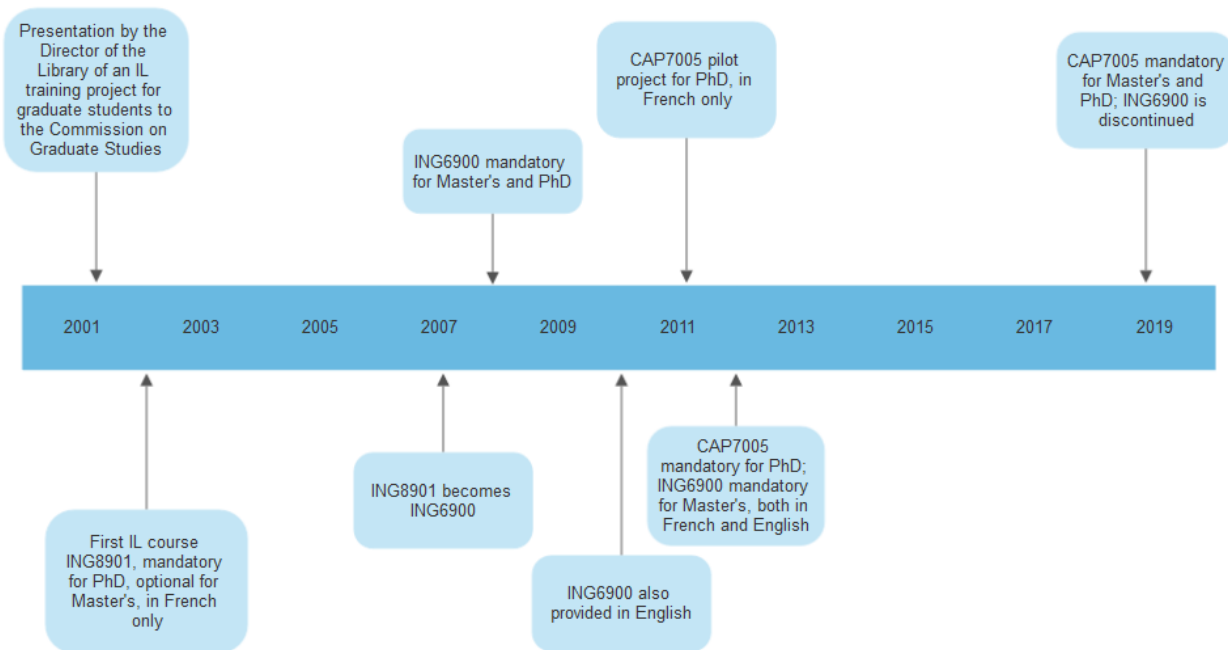 Presentation by the
Director of the
Library of an IL
training project for
graduate students to
the Commission on
Graduate Studies
ING6900 mandatory
for Master's and PhD
CAP7005 pilot
project for PhD, in
French only
CAP7005 mandatory
for Master's and
PhD; ING6900 is
discontinued
2001 2003 2005 2007 2009 2011 2013 2015 2017 2019
First IL course
ING8901, mandatory
for PhD, optional for
Master's, in French
only
ING8901 becomes
ING6900
ING6900 also
provided in English
CAP7005
mandatory for PhD;
ING6900 mandatory
for Master's, both in
French and English